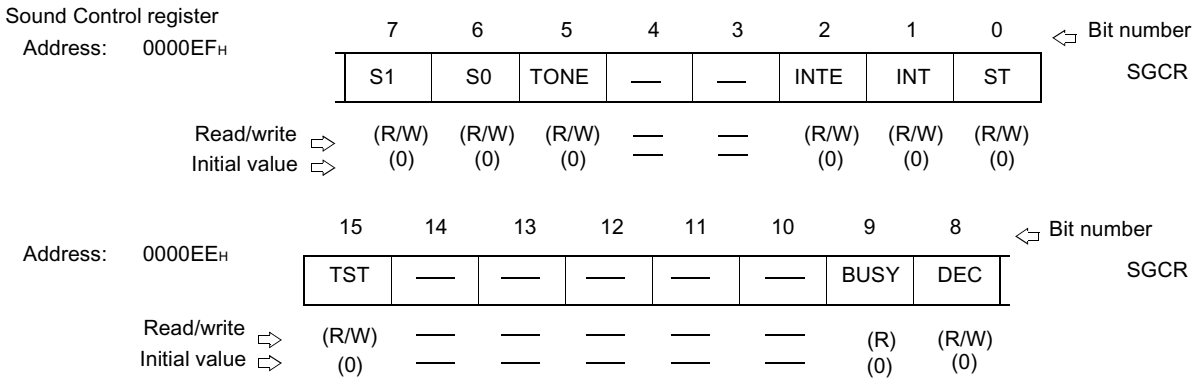 Sound Control register
7 6 5 4 3 2 1 0 Bit number
Address: 0000EFH
S1 S0 TONE — — INTE INT ST SGCR
Read/write (R/W) (R/W) (R/W) — — (R/W) (R/W) (R/W)
Initial value (0) (0) (0) — — (0) (0) (0)
15 14 13 12 11 10 9 8 Bit number
Address: 0000EEH
TST — — — — — BUSY DEC SGCR
Read/write (R/W) — — — — — (R) (R/W)
Initial value (0) — — — — — (0) (0)